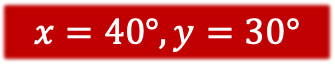 x = 40°, y = 30°